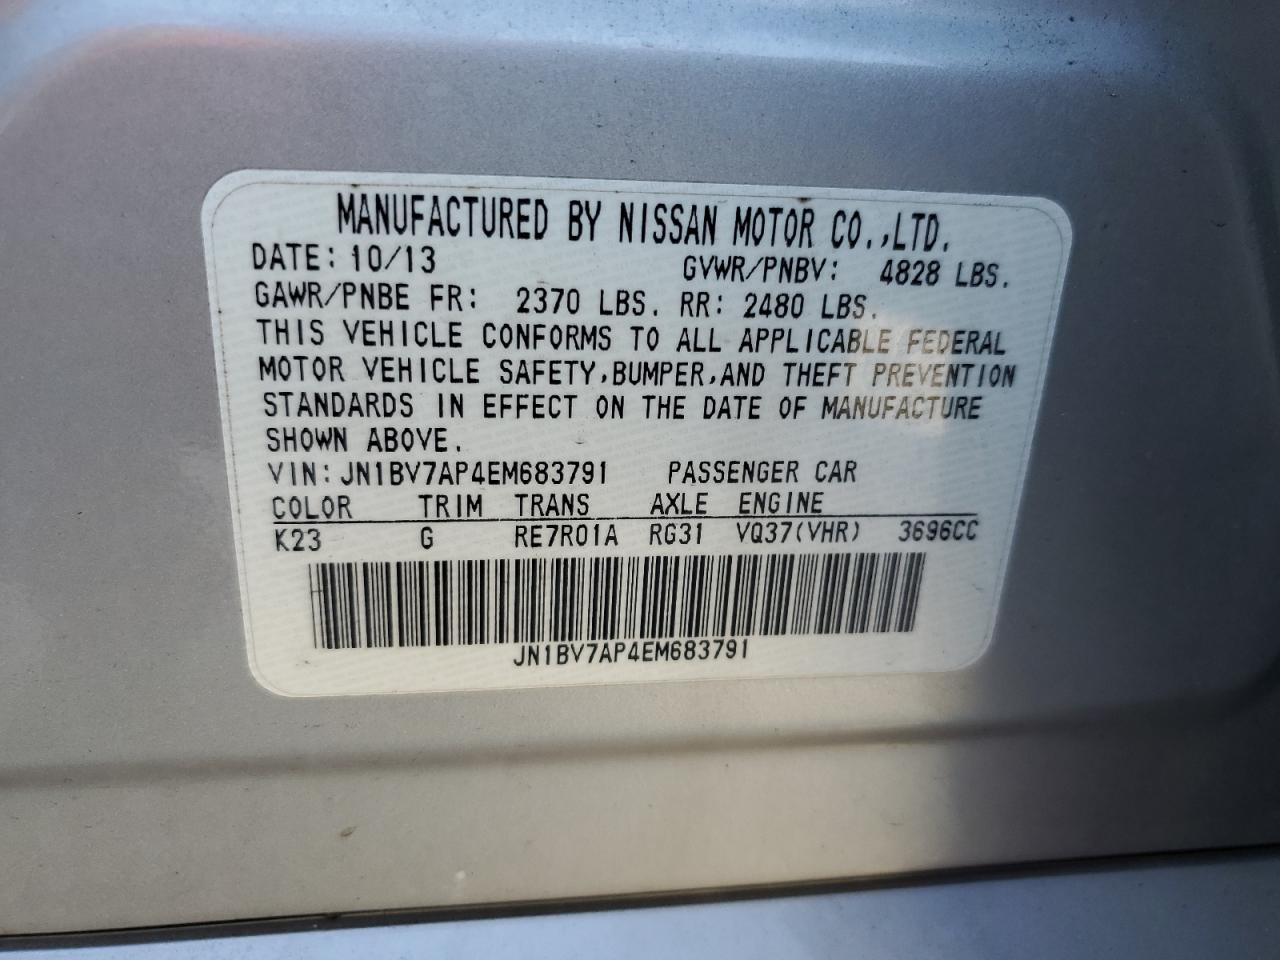 MANUFACTURED BY NISSAN MOTOR CO.,LTD.
DATE: 10/13 GVWR/PNBV: 4828 LBS.
GAWR/PNBE FR: 2370 LBS. RR: 2480 LBS.
THIS VEHICLE CONFORMS TO ALL APPLICABLE FEDERAL
MOTOR VEHICLE SAFETY,BUMPER,AND THEFT PREVENTION
STANDARDS IN EFFECT ON THE DATE OF MANUFACTURE
SHOWN ABOVE.
VIN: JN1BV7AP4EM683791 PASSENGER CAR
COLOR TRIM TRANS AXLE ENGINE
K23 G RE7R01A RG31 VQ37(VHR) 3696CC
JN1BV7AP4EM683791